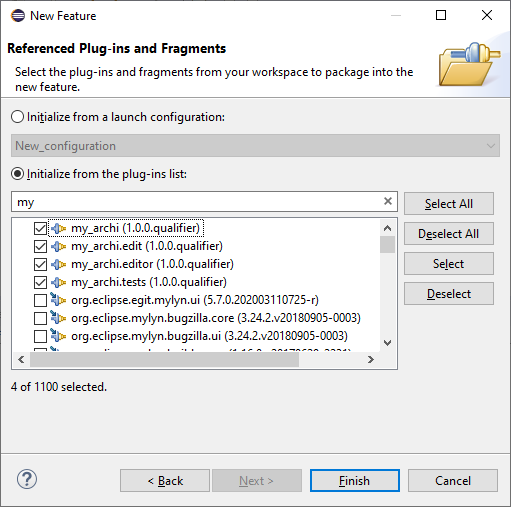 New Feature
Referenced Plug-ins and Fragments
Select the plug-ins and fragments from your workspace to package into the
new feature.
Initialize from a launch configuration:
New_configuration
Initialize from the plug-ins list:
my
Select All
my_archi (1.0.0.qualifier)
Deselect All
my_archi.edit (1.0.0.qualifier)
my_archi.editor (1.0.0.qualifier)
Select
my_archi.tests (1.0.0.qualifier)
Deselect
org.eclipse.egit.mylyn.ui (5.7.0.202003110725-r)
org.eclipse.mylyn.bugzilla.core (3.24.2.v20180905-0003)
org.eclipse.mylyn.bugzilla.ui (3.24.2.v20180905-0003)
4 of 1100 selected.
< Back
Next >
Finish
Cancel